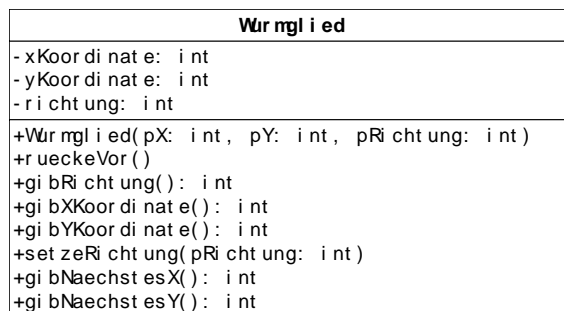 Wurmglied
-xKoordinate: int
-yKoordinate: int
-richtung: int
+Wurmglied(pX: int, pY: int, pRichtung: int)
+rueckeVor()
+gibRichtung(): int
+gibXKoordinate(): int
+gibYKoordinate(): int
+setzeRichtung(pRichtung: int)
+gibNaechstesX(): int
+gibNaechstesY(): int